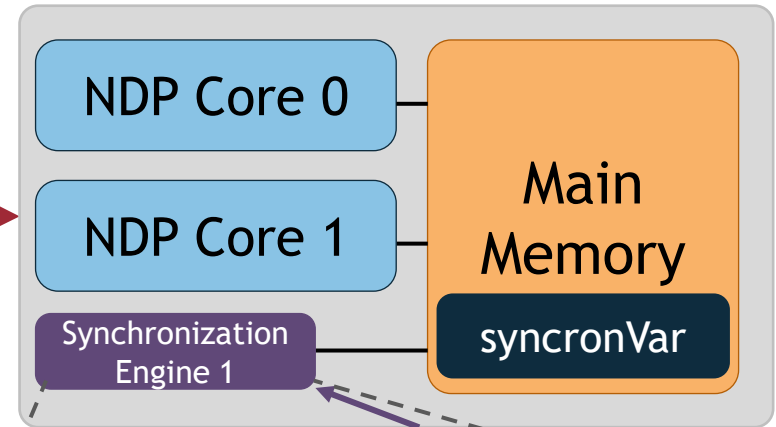 NDP Core 0
NDP Core 1
Main
Memory
Synchronization
Engine 1
syncronVar